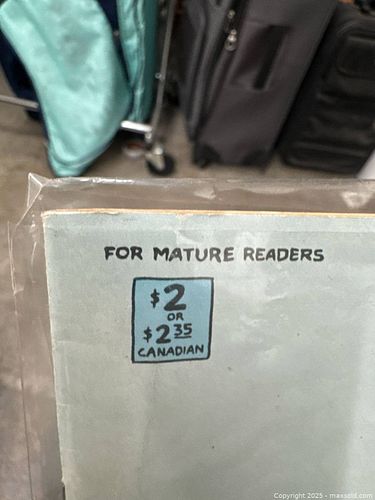 FOR MATURE READERS
$2
OR
$2 35
CANADIAN
Copyright 2025 - maxsold.com